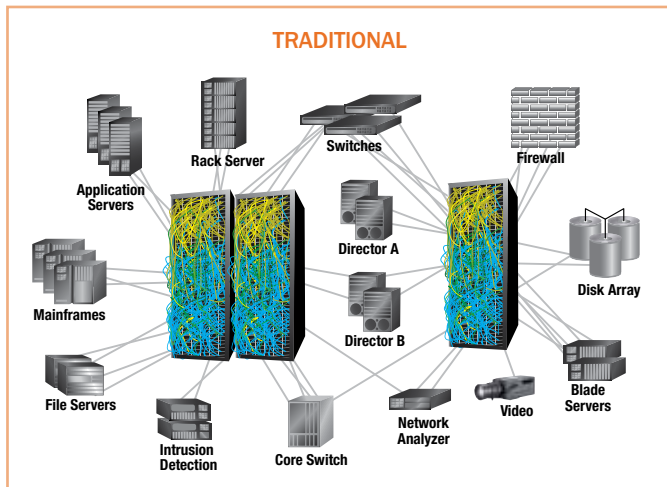 TRADITIONAL
Application
Servers
Rack Server
Switches
Firewall
Director A
Mainframes
Director B
Disk Array
File Servers
Intrusion
Detection
Core Switch
Network
Analyzer
Video
Blade
Servers